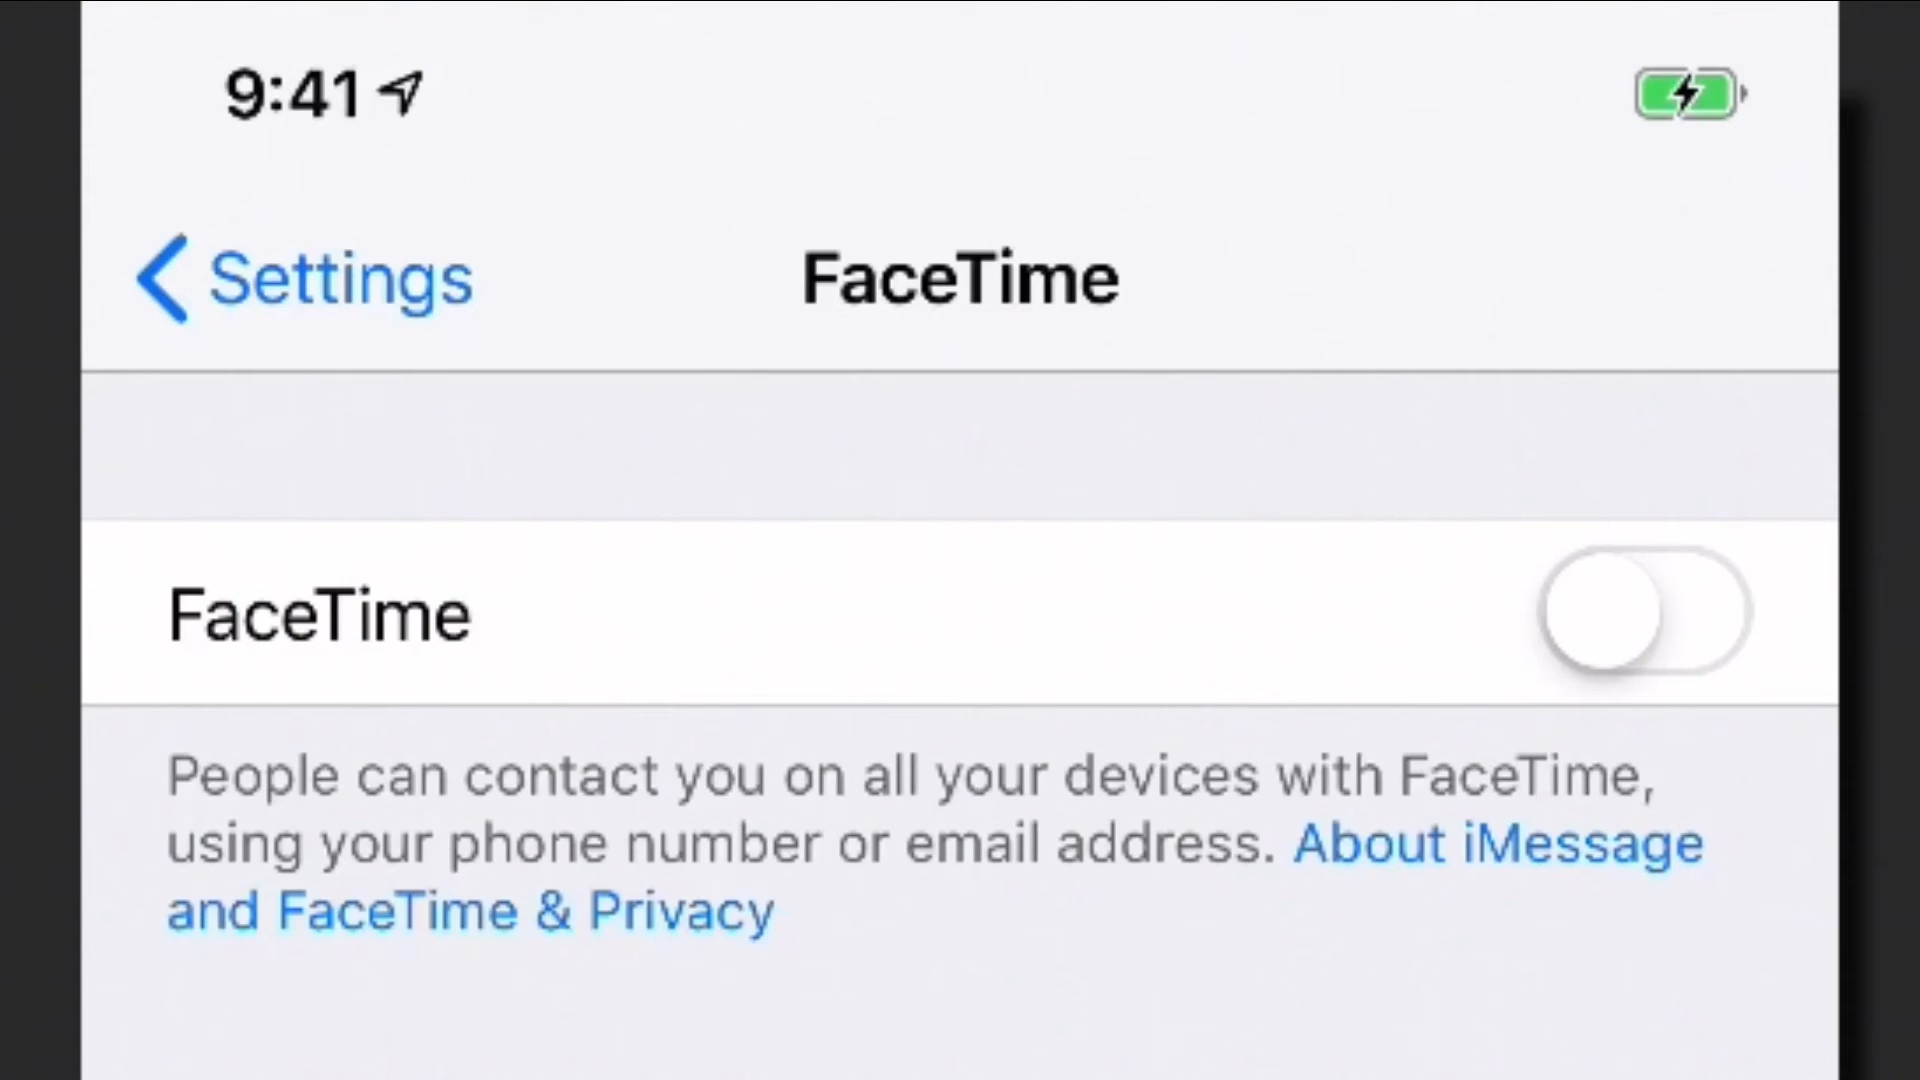 9:41
Settings
FaceTime
FaceTime
People can contact you on all your devices with FaceTime,
using your phone number or email address. About iMessage
and FaceTime & Privacy